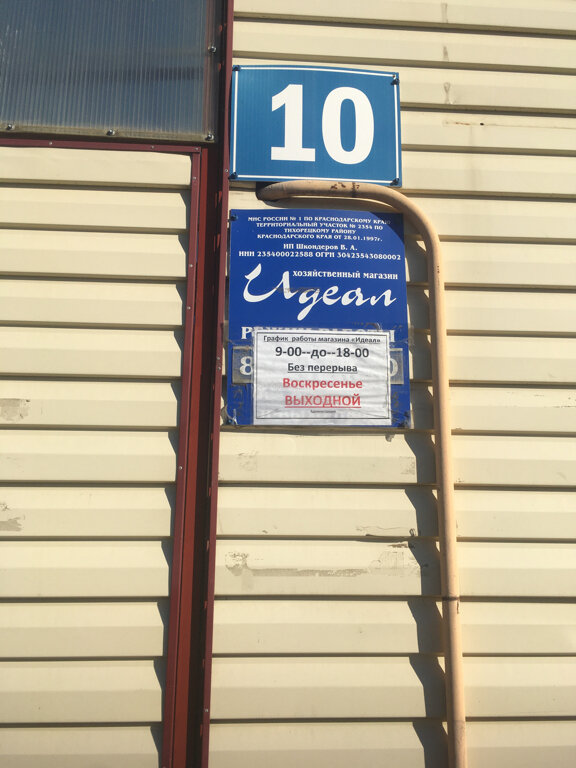 10
МНС РОССИИ № 1 ПО КРАСНОДАРСКОМУ КРАЮ
ТЕРРИТОРИАЛЬНЫЙ УЧАСТОК № 2354 ПО
ТИХОРЕЦКОМУ РАЙОНУ
КРАСНОДАРСКОГО КРАЯ ОТ 28.01.1997г.
ИП Шкондеров В. А.
ИНН 235400022588 ОГРН 30423543080002
хозяйственный магазин
Идеал
График работы магазина «Идеал»
9-00--до--18-00
Без перерыва
Воскресенье
ВЫХОДНОЙ